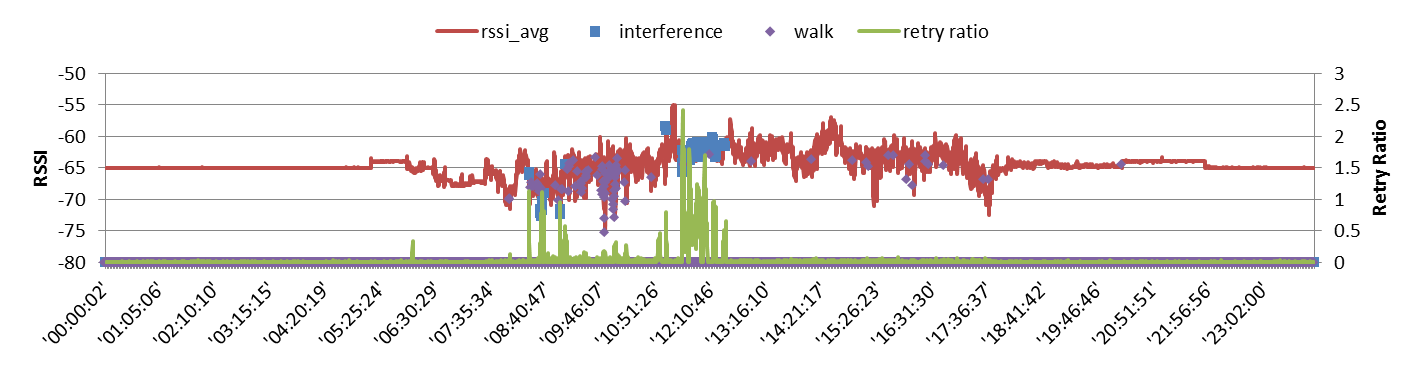 rssi_avg interference walk retry ratio
-50 3
-55 2.5
-60 2
-65 1.5
-70 1
-75 0.5
-80 0
RSSI
Retry Ratio
'00:00:02 '01:05:06 '02:10:10 '03:15:15 '04:20:19 '05:25:24 '06:30:29 '07:35:34 '08:40:47 '09:46:07 '10:51:26 '12:10:46 '13:16:10 '14:21:17 '15:26:23 '16:31:30 '17:36:37 '18:41:42 '19:46:46 '20:51:51 '21:56:56 '23:02:00